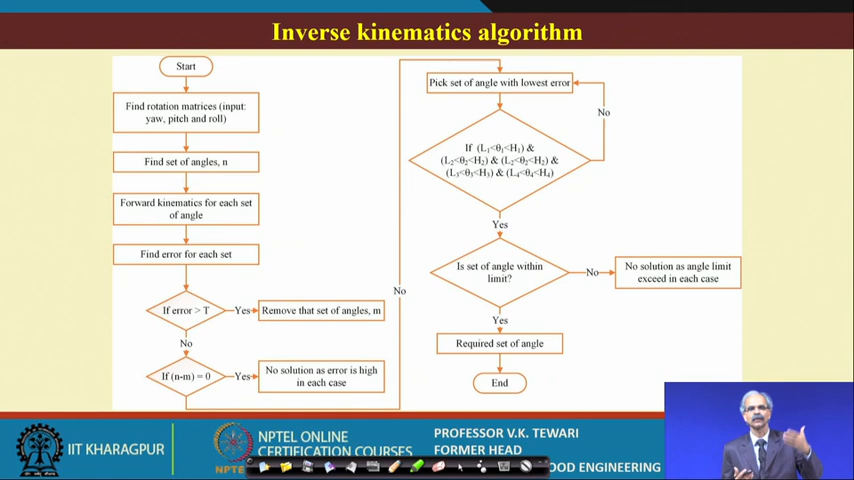 Inverse kinematics algorithm
Start
Find rotation matrices (input:
yaw, pitch and roll)
Find set of angles, n
Forward kinematics for each set
of angle
Find error for each set
If error > T
Yes
Remove that set of angles, m
No
If (n-m) = 0
Yes
No solution as error is high
in each case
No
Pick set of angle with lowest error
No
If (L₁<θ₁<H₁) &
(L₂<θ₂<H₂) & (L₂<θ₂<H₂) &
(L₃<θ₃<H₃) & (L₄<θ₄<H₄)
Yes
Is set of angle within
limit?
No
No solution as angle limit
exceed in each case
Yes
Required set of angle
End
IIT KHARAGPUR
NPTEL
NPTEL ONLINE
CERTIFICATION COURSES
PROFESSOR V.K. TEWARI
FORMER HEAD
OOD ENGINEERING